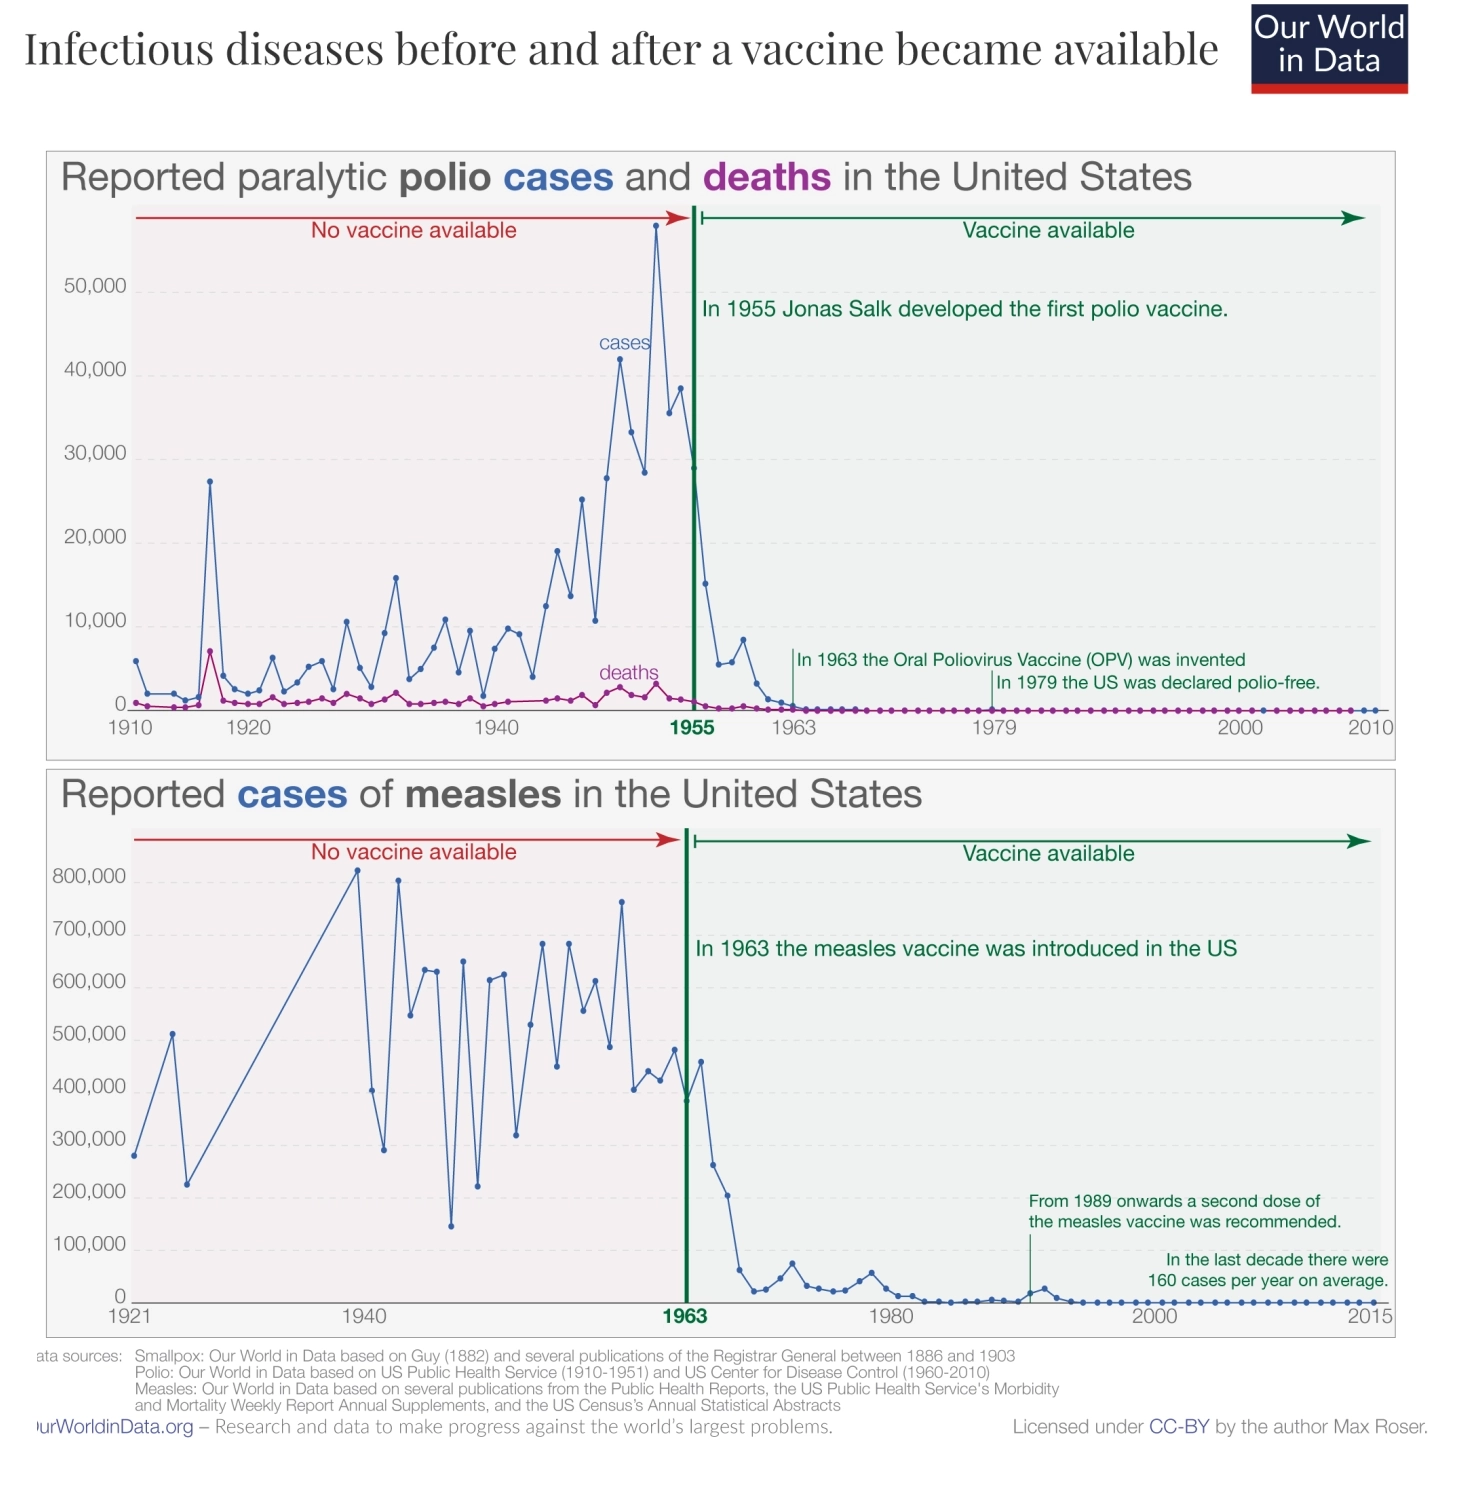 Infectious diseases before and after a vaccine became available
Our World
in Data
Reported paralytic polio cases and deaths in the United States
No vaccine available
Vaccine available
50,000
In 1955 Jonas Salk developed the first polio vaccine.
cases
40,000
30,000
20,000
10,000
In 1963 the Oral Poliovirus Vaccine (OPV) was invented
deaths
In 1979 the US was declared polio-free.
0
1910 1920 1940 1955 1963 1979 2000 2010
Reported cases of measles in the United States
No vaccine available
Vaccine available
800,000
700,000
In 1963 the measles vaccine was introduced in the US
600,000
500,000
400,000
300,000
200,000
From 1989 onwards a second dose of
the measles vaccine was recommended.
100,000
In the last decade there were
160 cases per year on average.
0
1921 1940 1963 1980 2000 2015
ata sources: Smallpox: Our World in Data based on Guy (1882) and several publications of the Registrar General between 1886 and 1903
Polio: Our World in Data based on US Public Health Service (1910-1951) and US Center for Disease Control (1960-2010)
Measles: Our World in Data based on several publications from the Public Health Reports, the US Public Health Service's Morbidity
and Mortality Weekly Report Annual Supplements, and the US Census's Annual Statistical Abstracts
urWorldinData.org – Research and data to make progress against the world's largest problems.
Licensed under CC-BY by the author Max Roser.